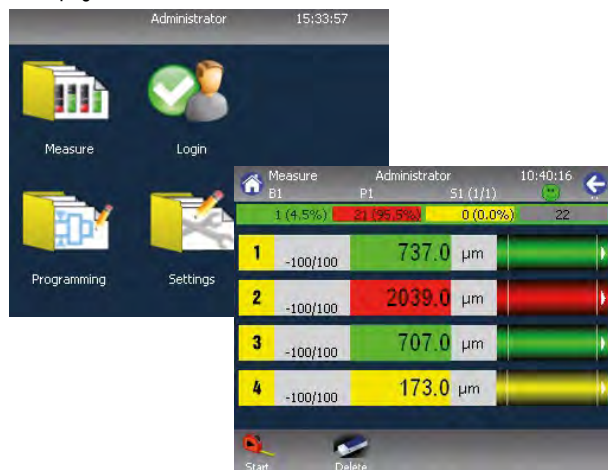 Administrator 15:33:57
Measure Login
Programming Settings
Measure Administrator 10:40:16
B1 P1 S1 (1/1)
1 (4.5%) 21 (95.5%) 0 (0.0%) 22
1 -100/100 737.0 µm
2 -100/100 2039.0 µm
3 -100/100 707.0 µm
4 -100/100 173.0 µm
Start Delete